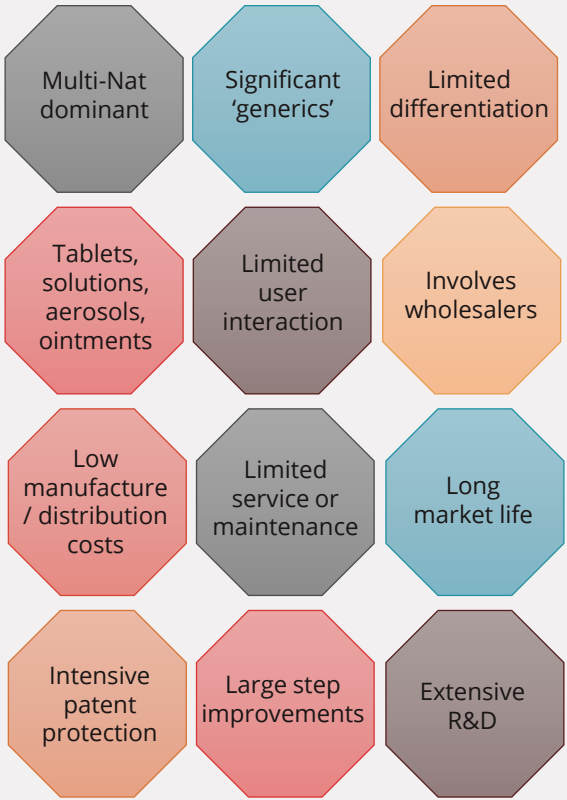 Multi-Nat
dominant
Significant
‘generics’
Limited
differentiation
Tablets,
solutions,
aerosols,
ointments
Limited
user
interaction
Involves
wholesalers
Low
manufacture
/ distribution
costs
Limited
service or
maintenance
Long
market life
Intensive
patent
protection
Large step
improvements
Extensive
R&D